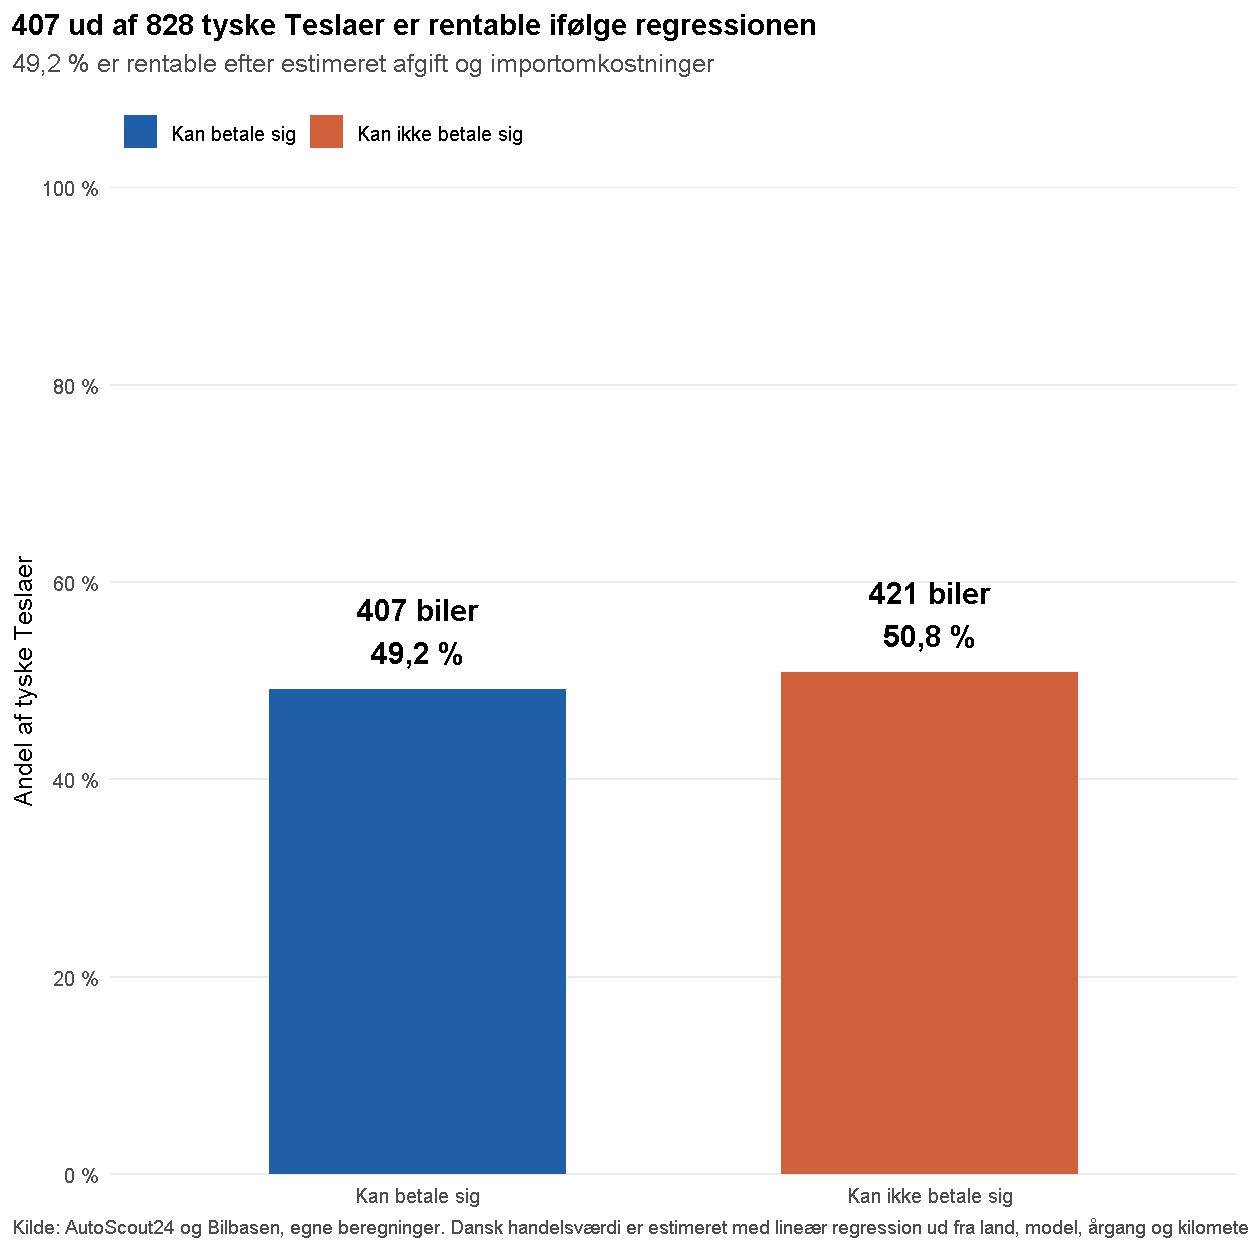 407 ud af 828 tyske Teslaer er rentable ifølge regressionen
49,2 % er rentable efter estimeret afgift og importomkostninger
Kan betale sig
Kan ikke betale sig
100 %
80 %
60 %
40 %
20 %
0 %
Andel af tyske Teslaer
407 biler
49,2 %
421 biler
50,8 %
Kan betale sig
Kan ikke betale sig
Kilde: AutoScout24 og Bilbasen, egne beregninger. Dansk handelsværdi er estimeret med lineær regression ud fra land, model, årgang og kilomete